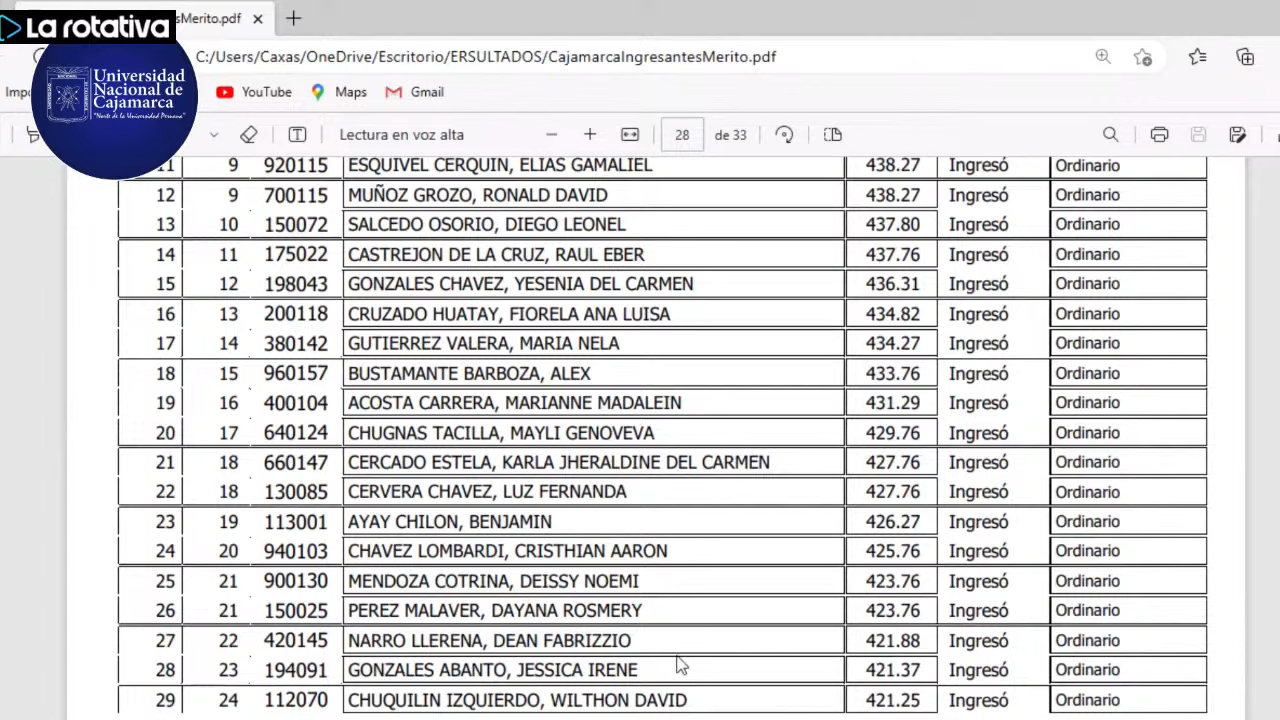 La rotativa
sMerito.pdf
C:/Users/Caxas/OneDrive/Escritorio/ERSULTADOS/CajamarcaIngresantesMerito.pdf
Universidad
Nacional de
Cajamarca
"Norte de la Universidad Peruana"
Impo
YouTube
Maps
Gmail
Lectura en voz alta
28 de 33
11 9 920115 ESQUIVEL CERQUIN, ELIAS GAMALIEL 438.27 Ingresó Ordinario
12 9 700115 MUÑOZ GROZO, RONALD DAVID 438.27 Ingresó Ordinario
13 10 150072 SALCEDO OSORIO, DIEGO LEONEL 437.80 Ingresó Ordinario
14 11 175022 CASTREJON DE LA CRUZ, RAUL EBER 437.76 Ingresó Ordinario
15 12 198043 GONZALES CHAVEZ, YESENIA DEL CARMEN 436.31 Ingresó Ordinario
16 13 200118 CRUZADO HUATAY, FIORELA ANA LUISA 434.82 Ingresó Ordinario
17 14 380142 GUTIERREZ VALERA, MARIA NELA 434.27 Ingresó Ordinario
18 15 960157 BUSTAMANTE BARBOZA, ALEX 433.76 Ingresó Ordinario
19 16 400104 ACOSTA CARRERA, MARIANNE MADALEIN 431.29 Ingresó Ordinario
20 17 640124 CHUGNAS TACILLA, MAYLI GENOVEVA 429.76 Ingresó Ordinario
21 18 660147 CERCADO ESTELA, KARLA JHERALDINE DEL CARMEN 427.76 Ingresó Ordinario
22 18 130085 CERVERA CHAVEZ, LUZ FERNANDA 427.76 Ingresó Ordinario
23 19 113001 AYAY CHILON, BENJAMIN 426.27 Ingresó Ordinario
24 20 940103 CHAVEZ LOMBARDI, CRISTHIAN AARON 425.76 Ingresó Ordinario
25 21 900130 MENDOZA COTRINA, DEISSY NOEMI 423.76 Ingresó Ordinario
26 21 150025 PEREZ MALAVER, DAYANA ROSMERY 423.76 Ingresó Ordinario
27 22 420145 NARRO LLERENA, DEAN FABRIZZIO 421.88 Ingresó Ordinario
28 23 194091 GONZALES ABANTO, JESSICA IRENE 421.37 Ingresó Ordinario
29 24 112070 CHUQUILIN IZQUIERDO, WILTHON DAVID 421.25 Ingresó Ordinario